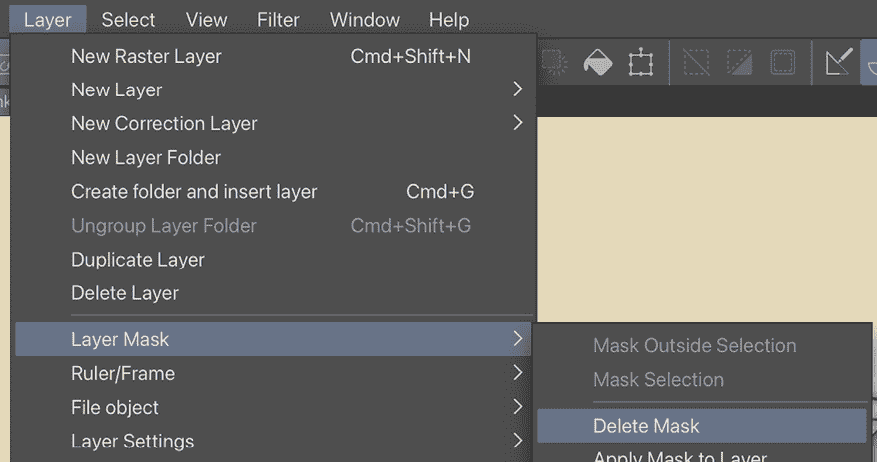 Layer Select View Filter Window Help
New Raster Layer Cmd+Shift+N
New Layer
New Correction Layer
New Layer Folder
Create folder and insert layer Cmd+G
Ungroup Layer Folder Cmd+Shift+G
Duplicate Layer
Delete Layer
Layer Mask
Mask Outside Selection
Ruler/Frame
Mask Selection
File object
Delete Mask
Layer Settings
Apply Mask to Layer